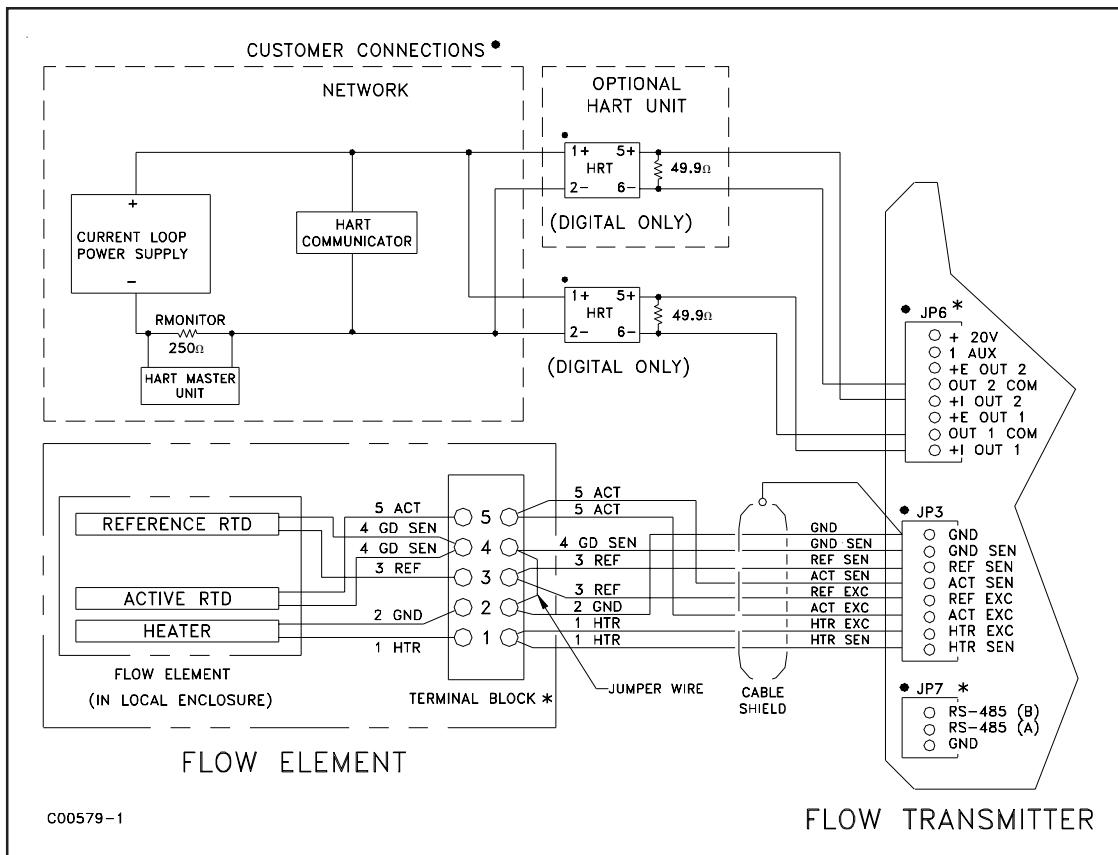 CUSTOMER CONNECTIONS
NETWORK
OPTIONAL
HART UNIT
1+ 5+
HRT
2- 6-
49.9Ω
(DIGITAL ONLY)
+
CURRENT LOOP
POWER SUPPLY
-
HART
COMMUNICATOR
RMONITOR
250Ω
HART MASTER
UNIT
1+ 5+
HRT
2- 6-
49.9Ω
(DIGITAL ONLY)
JP6 *
+ 20V
1 AUX
+E OUT 2
OUT 2 COM
+I OUT 2
+E OUT 1
OUT 1 COM
+I OUT 1
REFERENCE RTD
ACTIVE RTD
HEATER
FLOW ELEMENT
(IN LOCAL ENCLOSURE)
5 ACT
4 GD SEN
4 GD SEN
3 REF
2 GND
1 HTR
5
4
3
2
1
TERMINAL BLOCK *
5 ACT
5 ACT
4 GD SEN
3 REF
3 REF
2 GND
1 HTR
1 HTR
JUMPER WIRE
CABLE
SHIELD
GND
GND SEN
REF SEN
ACT SEN
REF EXC
ACT EXC
HTR EXC
HTR SEN
JP3
GND
GND SEN
REF SEN
ACT SEN
REF EXC
ACT EXC
HTR EXC
HTR SEN
JP7 *
RS-485 (B)
RS-485 (A)
GND
FLOW ELEMENT
C00579-1
FLOW TRANSMITTER